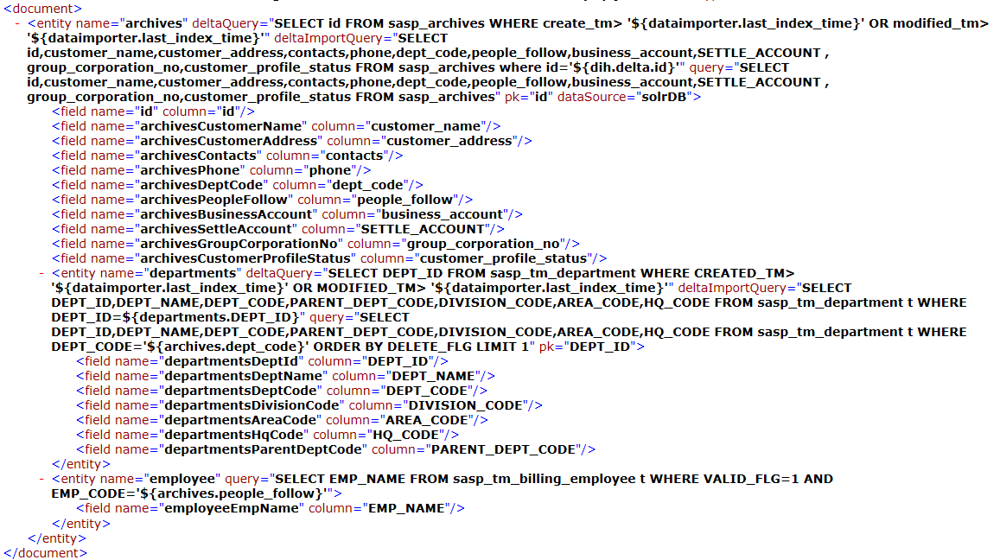 <document>
- <entity name="archives" deltaQuery="SELECT id FROM sasp_archives WHERE create_tm> '${dataimporter.last_index_time}' OR modified_tm>
'${dataimporter.last_index_time}'" deltaImportQuery="SELECT
id,customer_name,customer_address,contacts,phone,dept_code,people_follow,business_account,SETTLE_ACCOUNT ,
group_corporation_no,customer_profile_status FROM sasp_archives where id='${dih.delta.id}'" query="SELECT
id,customer_name,customer_address,contacts,phone,dept_code,people_follow,business_account,SETTLE_ACCOUNT ,
group_corporation_no,customer_profile_status FROM sasp_archives" pk="id" dataSource="solrDB">
<field name="id" column="id"/>
<field name="archivesCustomerName" column="customer_name"/>
<field name="archivesCustomerAddress" column="customer_address"/>
<field name="archivesContacts" column="contacts"/>
<field name="archivesPhone" column="phone"/>
<field name="archivesDeptCode" column="dept_code"/>
<field name="archivesPeopleFollow" column="people_follow"/>
<field name="archivesBusinessAccount" column="business_account"/>
<field name="archivesSettleAccount" column="SETTLE_ACCOUNT"/>
<field name="archivesGroupCorporationNo" column="group_corporation_no"/>
<field name="archivesCustomerProfileStatus" column="customer_profile_status"/>
- <entity name="departments" deltaQuery="SELECT DEPT_ID FROM sasp_tm_department WHERE CREATED_TM>
'${dataimporter.last_index_time}' OR MODIFIED_TM> '${dataimporter.last_index_time}'" deltaImportQuery="SELECT
DEPT_ID,DEPT_NAME,DEPT_CODE,PARENT_DEPT_CODE,DIVISION_CODE,AREA_CODE,HQ_CODE FROM sasp_tm_department t WHERE
DEPT_ID=${departments.DEPT_ID}" query="SELECT
DEPT_ID,DEPT_NAME,DEPT_CODE,PARENT_DEPT_CODE,DIVISION_CODE,AREA_CODE,HQ_CODE FROM sasp_tm_department t WHERE
DEPT_CODE='${archives.dept_code}' ORDER BY DELETE_FLG LIMIT 1" pk="DEPT_ID">
<field name="departmentsDeptId" column="DEPT_ID"/>
<field name="departmentsDeptName" column="DEPT_NAME"/>
<field name="departmentsDeptCode" column="DEPT_CODE"/>
<field name="departmentsDivisionCode" column="DIVISION_CODE"/>
<field name="departmentsAreaCode" column="AREA_CODE"/>
<field name="departmentsHqCode" column="HQ_CODE"/>
<field name="departmentsParentDeptCode" column="PARENT_DEPT_CODE"/>
</entity>
- <entity name="employee" query="SELECT EMP_NAME FROM sasp_tm_billing_employee t WHERE VALID_FLG=1 AND
EMP_CODE='${archives.people_follow}'">
<field name="employeeEmpName" column="EMP_NAME"/>
</entity>
</entity>
</document>